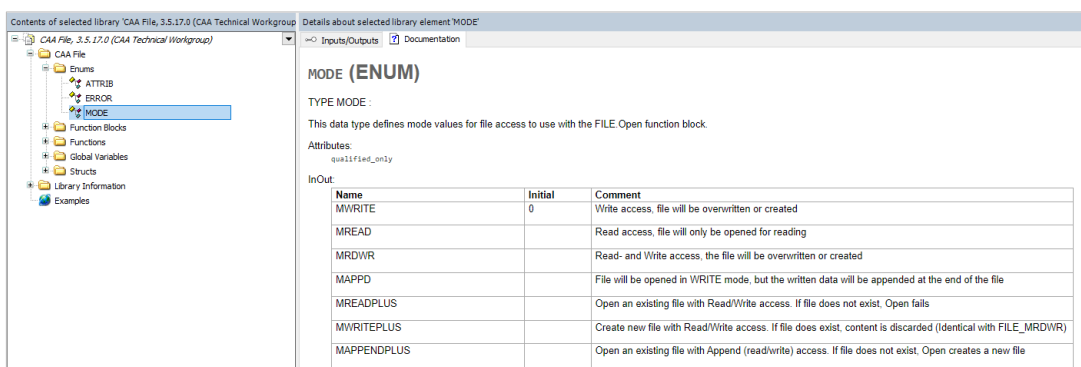 Contents of selected library 'CAA File, 3.5.17.0 (CAA Technical Workgroup
Details about selected library element 'MODE'
CAA File, 3.5.17.0 (CAA Technical Workgroup)
CAA File
Enums
ATTRIB
ERROR
MODE
Function Blocks
Functions
Global Variables
Structs
Library Information
Examples
Inputs/Outputs Documentation
MODE (ENUM)
TYPE MODE :
This data type defines mode values for file access to use with the FILE.Open function block.
Attributes:
qualified_only
InOut:
Name Initial Comment
MWRITE 0 Write access, file will be overwritten or created
MREAD Read access, file will only be opened for reading
MRDWR Read- and Write access, the file will be overwritten or created
MAPPD File will be opened in WRITE mode, but the written data will be appended at the end of the file
MREADPLUS Open an existing file with Read/Write access. If file does not exist, Open fails
MWRITEPLUS Create new file with Read/Write access. If file does exist, content is discarded (Identical with FILE_MRDWR)
MAPPENDPLUS Open an existing file with Append (read/write) access. If file does not exist, Open creates a new file